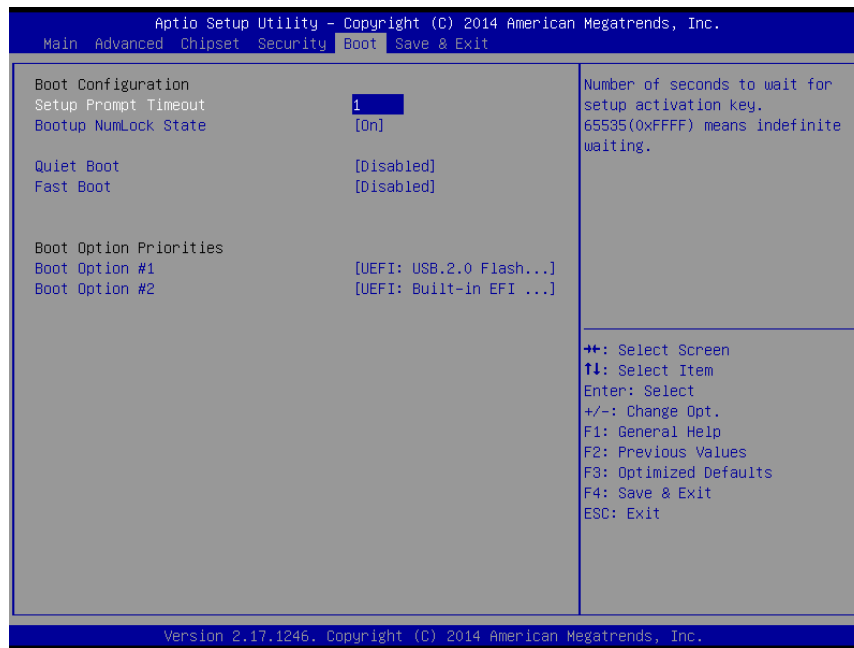 Aptio Setup Utility – Copyright (C) 2014 American Megatrends, Inc.
Main Advanced Chipset Security Boot Save & Exit
Boot Configuration
Setup Prompt Timeout 1
Bootup NumLock State [On]
Quiet Boot [Disabled]
Fast Boot [Disabled]
Boot Option Priorities
Boot Option #1 [UEFI: USB.2.0 Flash...]
Boot Option #2 [UEFI: Built-in EFI ...]
Number of seconds to wait for
setup activation key.
65535(0xFFFF) means indefinite
waiting.
→←: Select Screen
↑↓: Select Item
Enter: Select
+/-: Change Opt.
F1: General Help
F2: Previous Values
F3: Optimized Defaults
F4: Save & Exit
ESC: Exit
Version 2.17.1246. Copyright (C) 2014 American Megatrends, Inc.